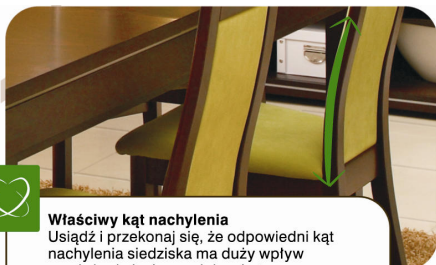 Właściwy kąt nachylenia
Usiądź i przekonaj się, że odpowiedni kąt
nachylenia siedziska ma duży wpływ